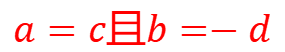 a = c且b =− d